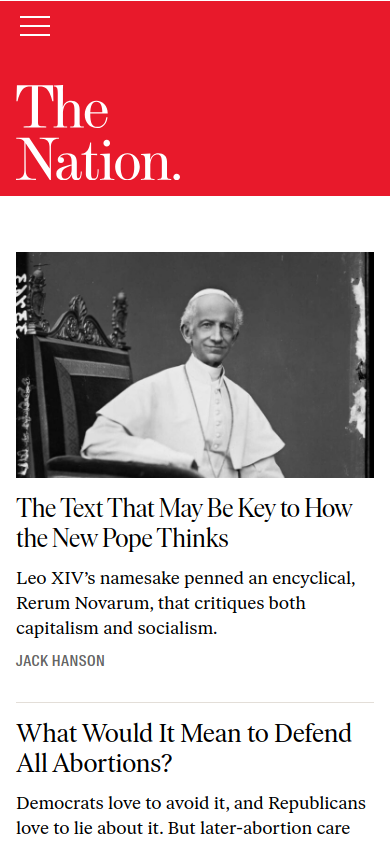 The
Nation.
The Text That May Be Key to How
the New Pope Thinks
Leo XIV’s namesake penned an encyclical,
Rerum Novarum, that critiques both
capitalism and socialism.
JACK HANSON
What Would It Mean to Defend
All Abortions?
Democrats love to avoid it, and Republicans
love to lie about it. But later-abortion care